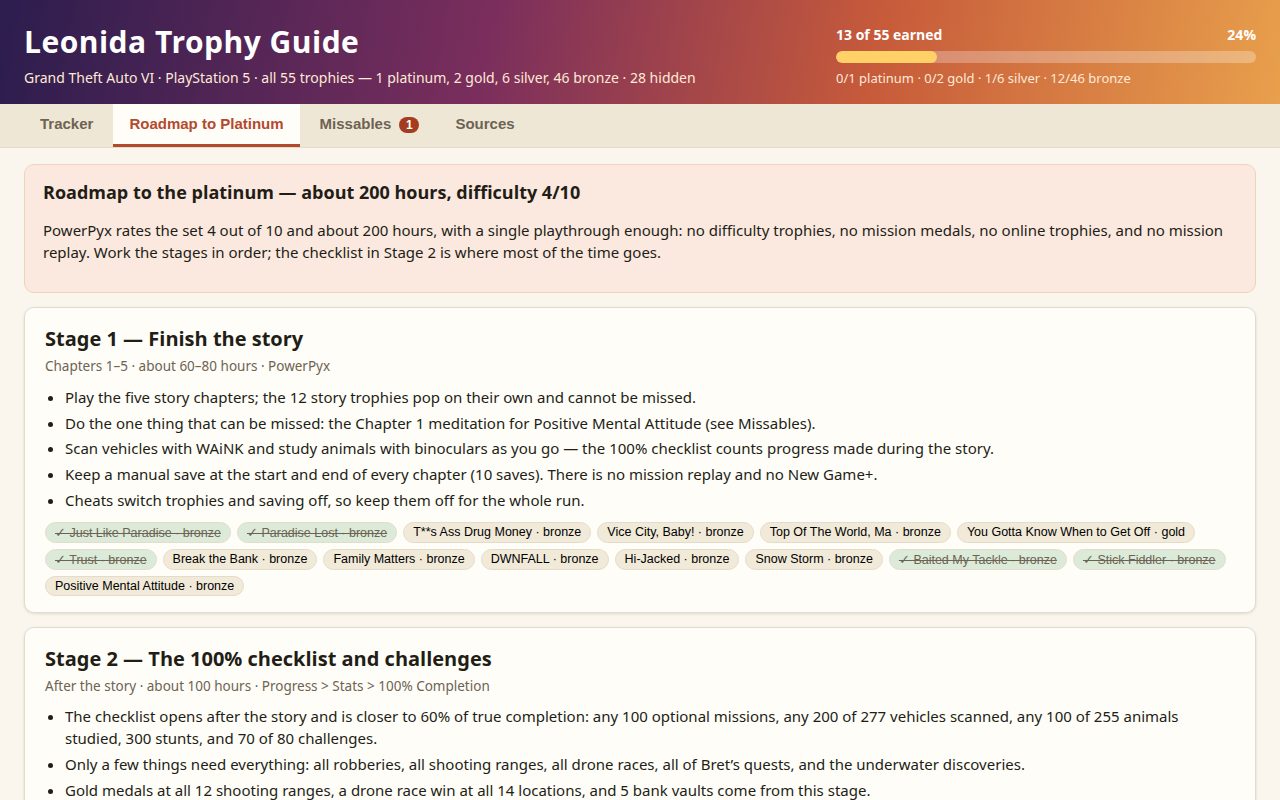 Leonida Trophy Guide
Grand Theft Auto VI · PlayStation 5 · all 55 trophies — 1 platinum, 2 gold, 6 silver, 46 bronze · 28 hidden
13 of 55 earned 24%
0/1 platinum · 0/2 gold · 1/6 silver · 12/46 bronze
Tracker Roadmap to Platinum Missables 1 Sources
Roadmap to the platinum — about 200 hours, difficulty 4/10
PowerPyx rates the set 4 out of 10 and about 200 hours, with a single playthrough enough: no difficulty trophies, no mission medals, no online trophies, and no mission
replay. Work the stages in order; the checklist in Stage 2 is where most of the time goes.
Stage 1 — Finish the story
Chapters 1–5 · about 60–80 hours · PowerPyx
• Play the five story chapters; the 12 story trophies pop on their own and cannot be missed.
• Do the one thing that can be missed: the Chapter 1 meditation for Positive Mental Attitude (see Missables).
• Scan vehicles with WAiNK and study animals with binoculars as you go — the 100% checklist counts progress made during the story.
• Keep a manual save at the start and end of every chapter (10 saves). There is no mission replay and no New Game+.
• Cheats switch trophies and saving off, so keep them off for the whole run.
✓ Just Like Paradise · bronze ✓ Paradise Lost · bronze T**s Ass Drug Money · bronze Vice City, Baby! · bronze Top Of The World, Ma · bronze You Gotta Know When to Get Off · gold
✓ Trust · bronze Break the Bank · bronze Family Matters · bronze DWNFALL · bronze Hi-Jacked · bronze Snow Storm · bronze ✓ Baited My Tackle · bronze ✓ Stick Fiddler · bronze
Positive Mental Attitude · bronze
Stage 2 — The 100% checklist and challenges
After the story · about 100 hours · Progress > Stats > 100% Completion
• The checklist opens after the story and is closer to 60% of true completion: any 100 optional missions, any 200 of 277 vehicles scanned, any 100 of 255 animals
studied, 300 stunts, and 70 of 80 challenges.
• Only a few things need everything: all robberies, all shooting ranges, all drone races, all of Bret’s quests, and the underwater discoveries.
• Gold medals at all 12 shooting ranges, a drone race win at all 14 locations, and 5 bank vaults come from this stage.